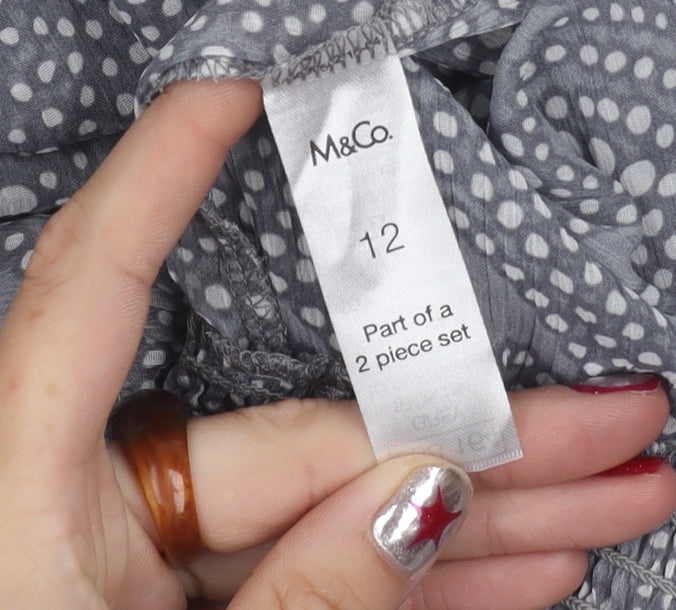 M&Co.
12
Part of a
2 piece set